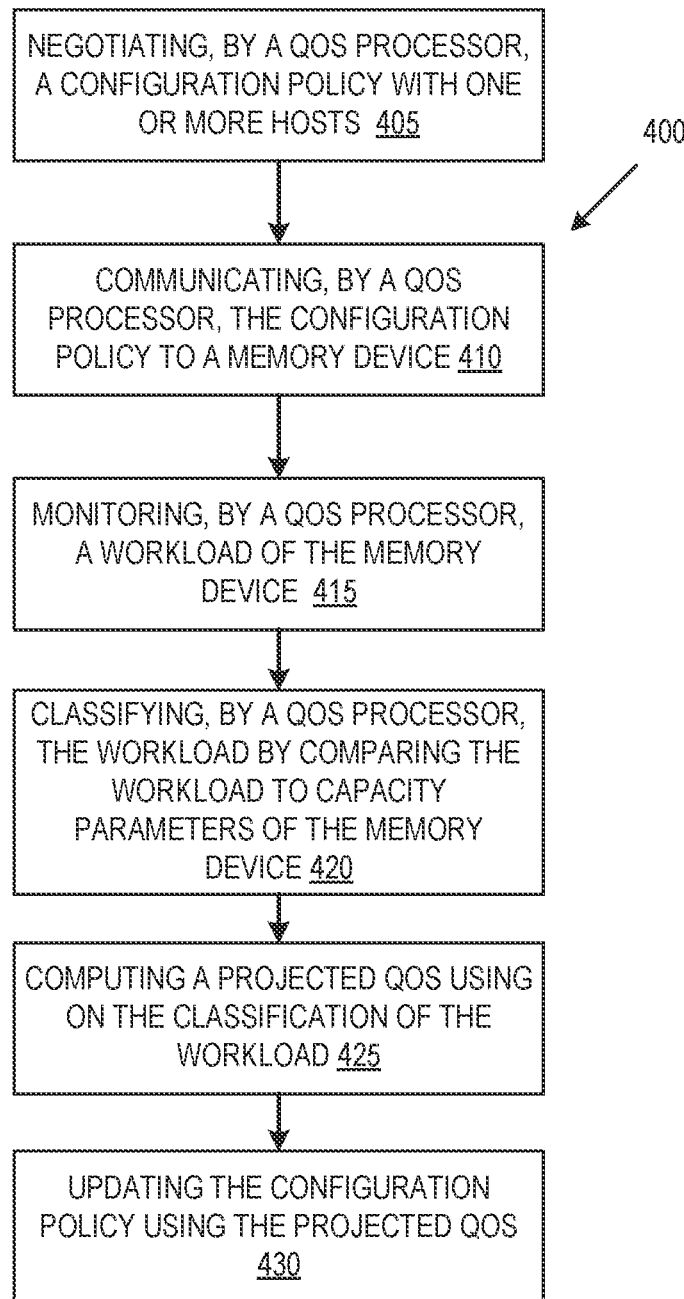 NEGOTIATING, BY A QOS PROCESSOR,
A CONFIGURATION POLICY WITH ONE
OR MORE HOSTS 405
400
COMMUNICATING, BY A QOS
PROCESSOR, THE CONFIGURATION
POLICY TO A MEMORY DEVICE 410
MONITORING, BY A QOS PROCESSOR,
A WORKLOAD OF THE MEMORY
DEVICE 415
CLASSIFYING, BY A QOS PROCESSOR,
THE WORKLOAD BY COMPARING THE
WORKLOAD TO CAPACITY
PARAMETERS OF THE MEMORY
DEVICE 420
COMPUTING A PROJECTED QOS USING
ON THE CLASSIFICATION OF THE
WORKLOAD 425
UPDATING THE CONFIGURATION
POLICY USING THE PROJECTED QOS
430